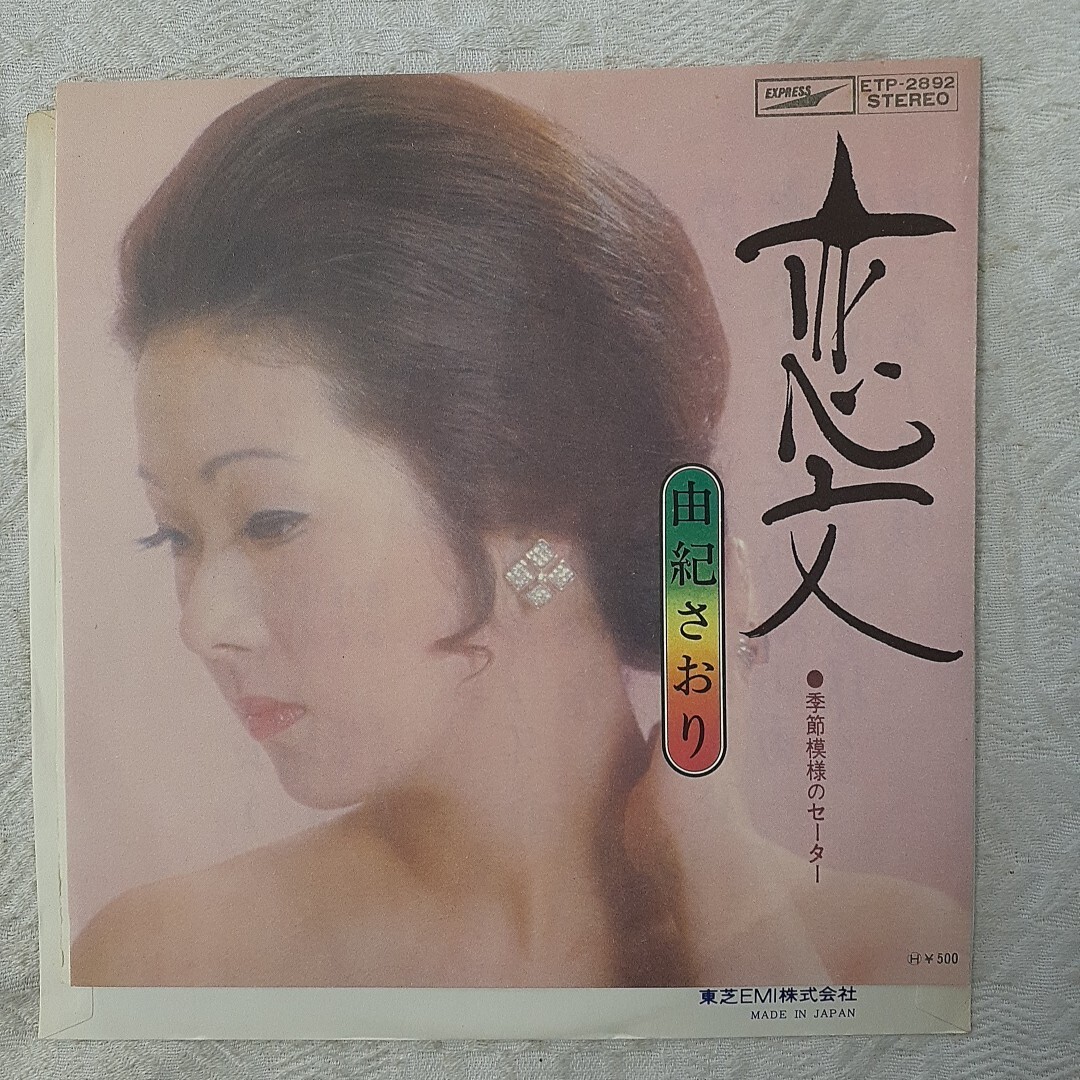 EXPRESS
ETP-2892
STEREO
恋文
由紀さおり
●季節模様のセーター
Ⓗ¥500
東芝EMI株式会社
MADE IN JAPAN